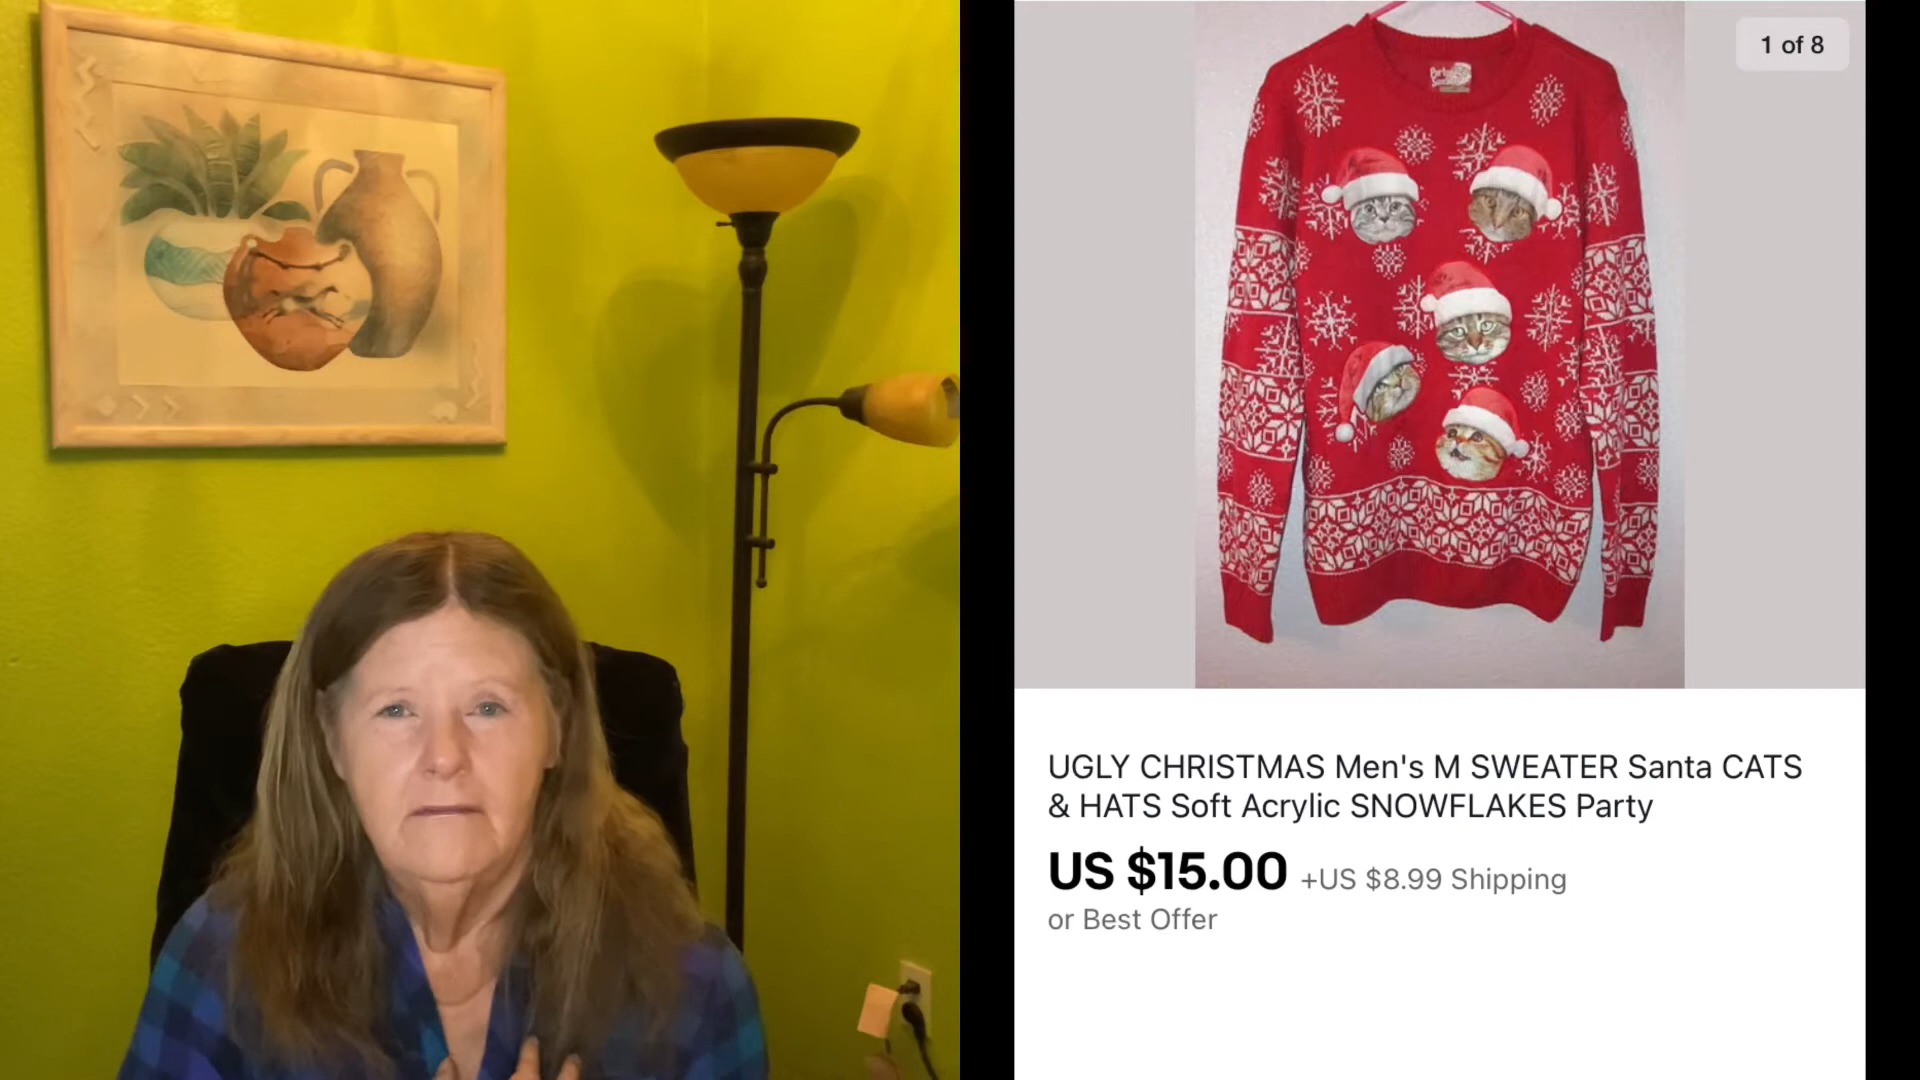 1 of 8
UGLY CHRISTMAS Men's M SWEATER Santa CATS
& HATS Soft Acrylic SNOWFLAKES Party
US $15.00 +US $8.99 Shipping
or Best Offer